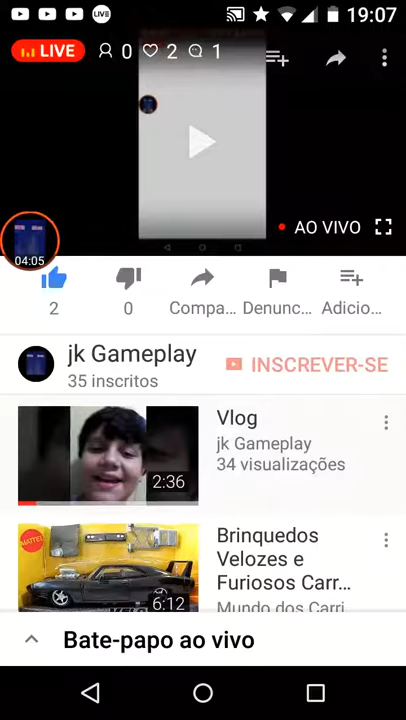 LIVE
19:07
LIVE 0 2 1
AO VIVO
04:05
2 0 Compa... Denunc... Adicio...
jk Gameplay
35 inscritos
INSCREVER-SE
Vlog
jk Gameplay
34 visualizações
2:36
MATTEL
Brinquedos
Velozes e
Furiosos Carr...
Mundo dos Carri
6:12
Bate-papo ao vivo